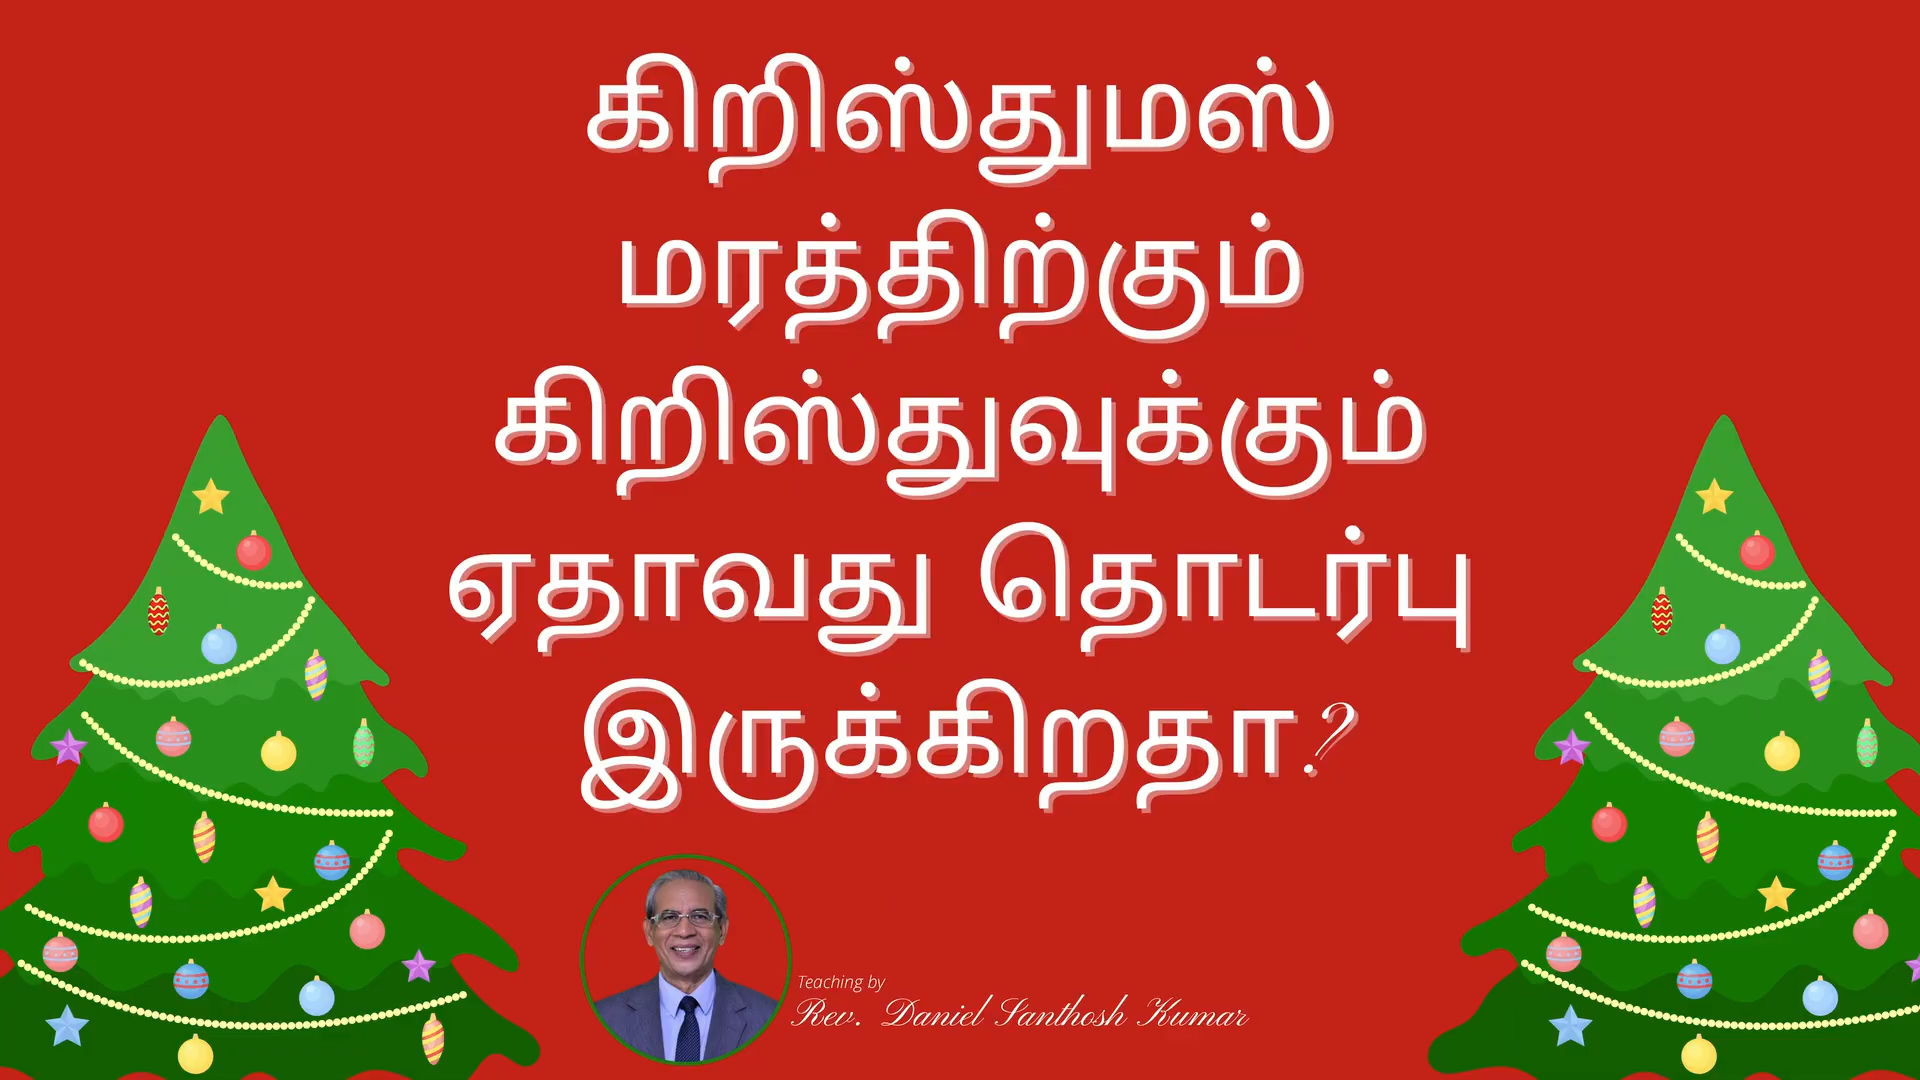 கிறிஸ்துமஸ்
மரத்திற்கும்
கிறிஸ்துவுக்கும்
ஏதாவது தொடர்பு
இருக்கிறதா?
Teaching by
Rev. Daniel Santhosh Kumar